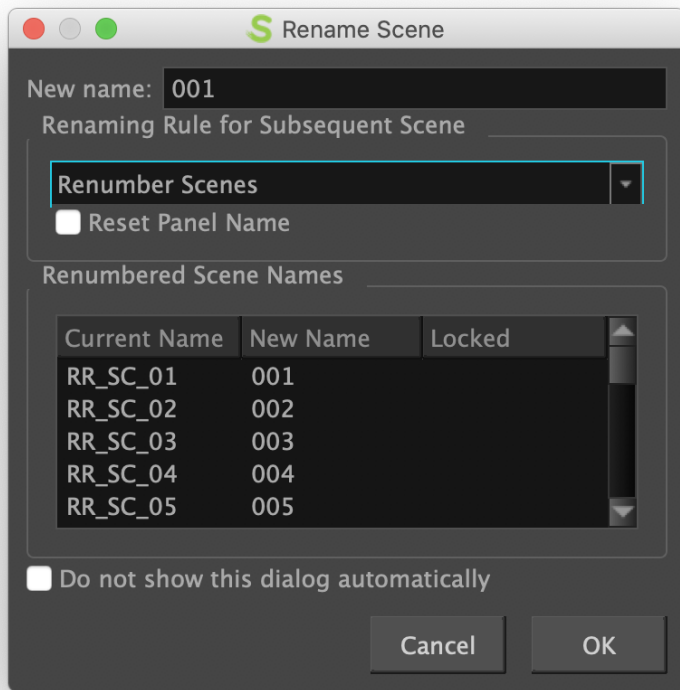 Rename Scene
New name: 001
Renaming Rule for Subsequent Scene
Renumber Scenes
Reset Panel Name
Renumbered Scene Names
Current Name New Name Locked
RR_SC_01 001
RR_SC_02 002
RR_SC_03 003
RR_SC_04 004
RR_SC_05 005
Do not show this dialog automatically
Cancel OK